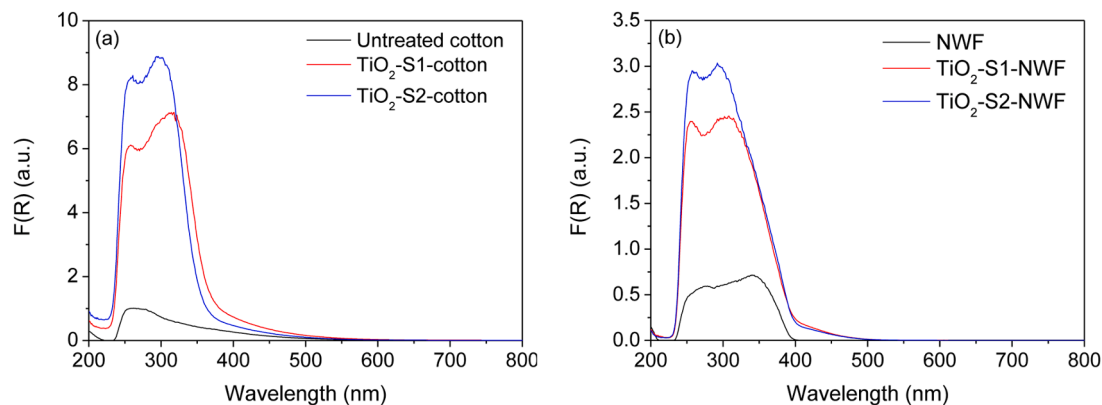 (a)
Untreated cotton
TiO2-S1-cotton
TiO2-S2-cotton
10
8
6
4
2
0
F(R) (a.u.)
200 300 400 500 600 700 800
Wavelength (nm)
(b)
NWF
TiO2-S1-NWF
TiO2-S2-NWF
3.5
3.0
2.5
2.0
1.5
1.0
0.5
0.0
F(R) (a.u.)
200 300 400 500 600 700 800
Wavelength (nm)